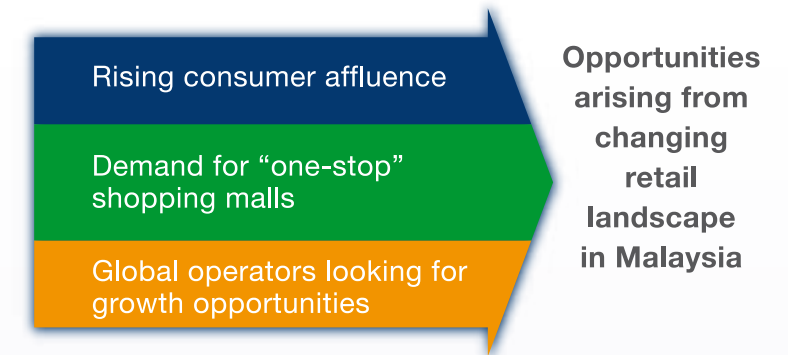 Rising consumer affluence
Demand for “one-stop”
shopping malls
Global operators looking for
growth opportunities
Opportunities
arising from
changing
retail
landscape
in Malaysia